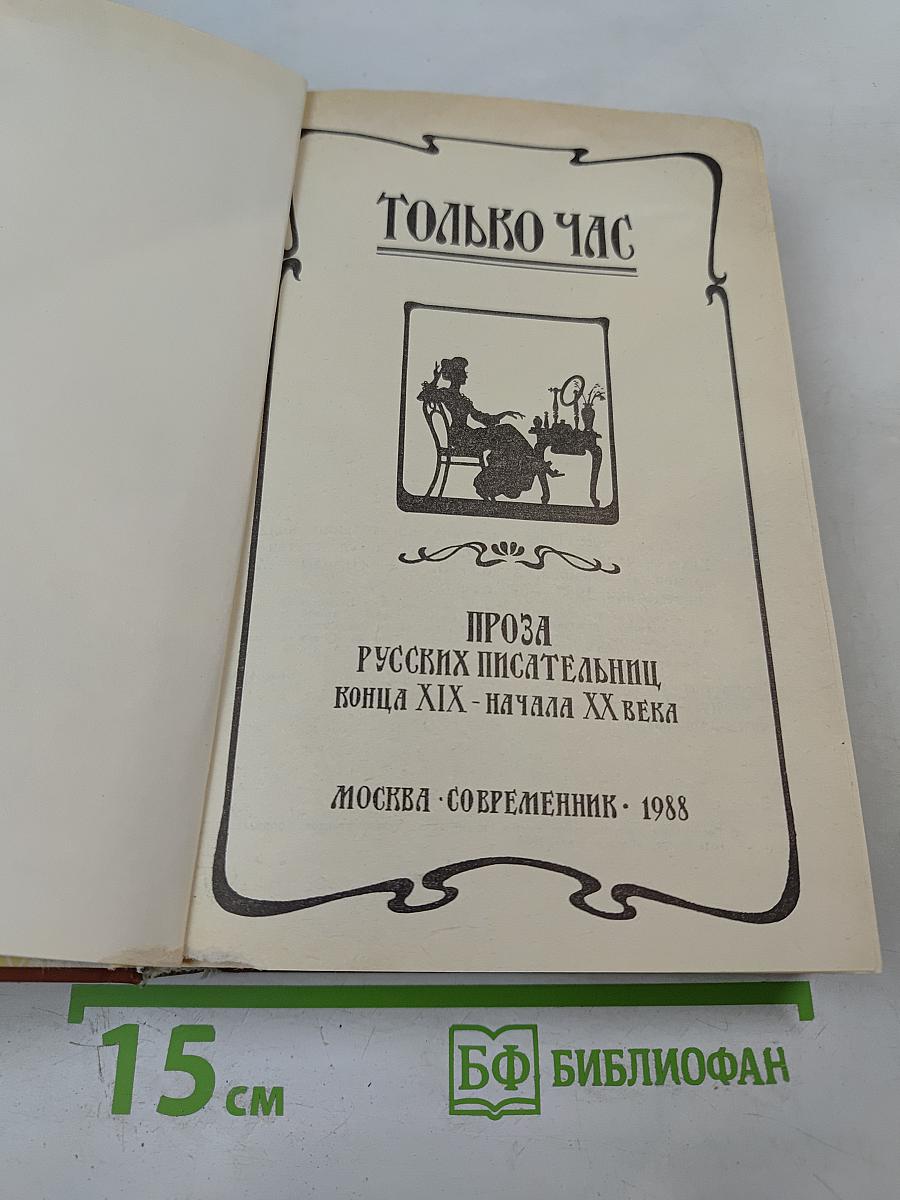 ТОЛЬКО ЧАС
ПРОЗА
РУССКИХ ПИСАТЕЛЬНИЦ
КОНЦА XIX - НАЧАЛА XX ВЕКА
МОСКВА · СОВРЕМЕННИК · 1988
15 см
БФ БИБЛИОФАН